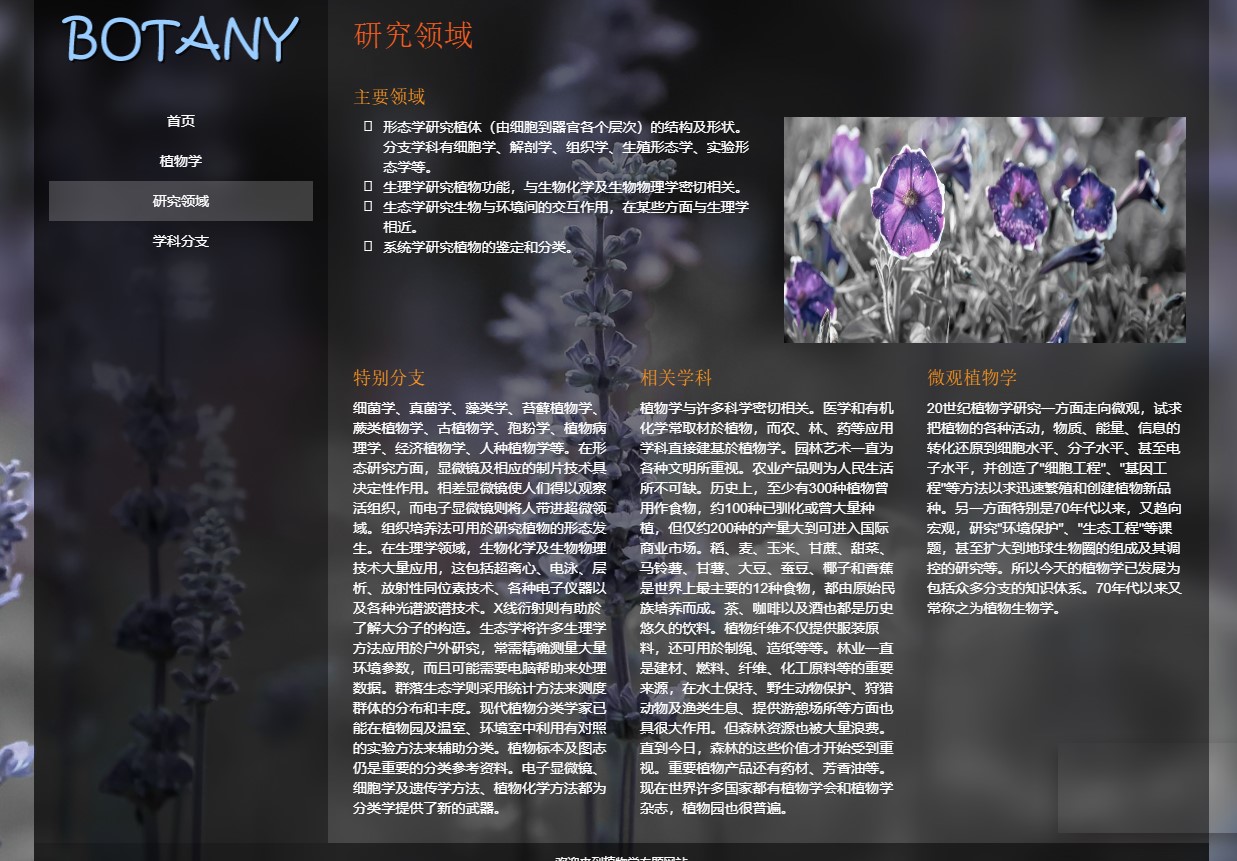 BOTANY
首页
植物学
研究领域
学科分支
研究领域
主要领域
形态学研究植体（由细胞到器官各个层次）的结构及形状。
分支学科有细胞学、解剖学、组织学、生殖形态学、实验形
态学等。
生理学研究植物功能，与生物化学及生物物理学密切相关。
生态学研究生物与环境间的交互作用，在某些方面与生理学
相近。
系统学研究植物的鉴定和分类。
特别分支
细菌学、真菌学、藻类学、苔藓植物学、
蕨类植物学、古植物学、孢粉学、植物病
理学、经济植物学、人种植物学等。在形
态研究方面，显微镜及相应的制片技术具
决定性作用。相差显微镜使人们得以观察
活组织，而电子显微镜则将人带进超微领
域。组织培养法可用於研究植物的形态发
生。在生理学领域，生物化学及生物物理
技术大量应用，这包括超离心、电泳、层
析、放射性同位素技术、各种电子仪器以
及各种光谱波谱技术。X线衍射则有助於
了解大分子的构造。生态学将许多生理学
方法应用於户外研究，常需精确测量大量
环境参数，而且可能需要电脑帮助来处理
数据。群落生态学则采用统计方法来测度
群体的分布和丰度。现代植物分类学家已
能在植物园及温室、环境室中利用有对照
的实验方法来辅助分类。植物标本及图志
仍是重要的分类参考资料。电子显微镜、
细胞学及遗传学方法、植物化学方法都为
分类学提供了新的武器。
相关学科
植物学与许多科学密切相关。医学和有机
化学常取材於植物，而农、林、药等应用
学科直接建基於植物学。园林艺术一直为
各种文明所重视。农业产品则为人民生活
所不可缺。历史上，至少有300种植物曾
用作食物，约100种已驯化或曾大量种
植，但仅约200种的产量大到可进入国际
商业市场。稻、麦、玉米、甘蔗、甜菜、
马铃薯、甘薯、大豆、蚕豆、椰子和香蕉
是世界上最主要的12种食物，都由原始民
族培养而成。茶、咖啡以及酒也都是历史
悠久的饮料。植物纤维不仅提供服装原
料，还可用於制绳、造纸等等。林业一直
是建材、燃料、纤维、化工原料等的重要
来源，在水土保持、野生动物保护、狩猎
动物及渔类生息、提供游憩场所等方面也
具很大作用。但森林资源也被大量浪费。
直到今日，森林的这些价值才开始受到重
视。重要植物产品还有药材、芳香油等。
现在世界许多国家都有植物学会和植物学
杂志，植物园也很普遍。
微观植物学
20世纪植物学研究一方面走向微观，试求
把植物的各种活动，物质、能量、信息的
转化还原到细胞水平、分子水平、甚至电
子水平，并创造了"细胞工程"、"基因工
程"等方法以求迅速繁殖和创建植物新品
种。另一方面特别是70年代以来，又趋向
宏观，研究"环境保护"、"生态工程"等课
题，甚至扩大到地球生物圈的组成及其调
控的研究等。所以今天的植物学已发展为
包括众多分支的知识体系。70年代以来又
常称之为植物生物学。
欢迎来到植物学专题网站